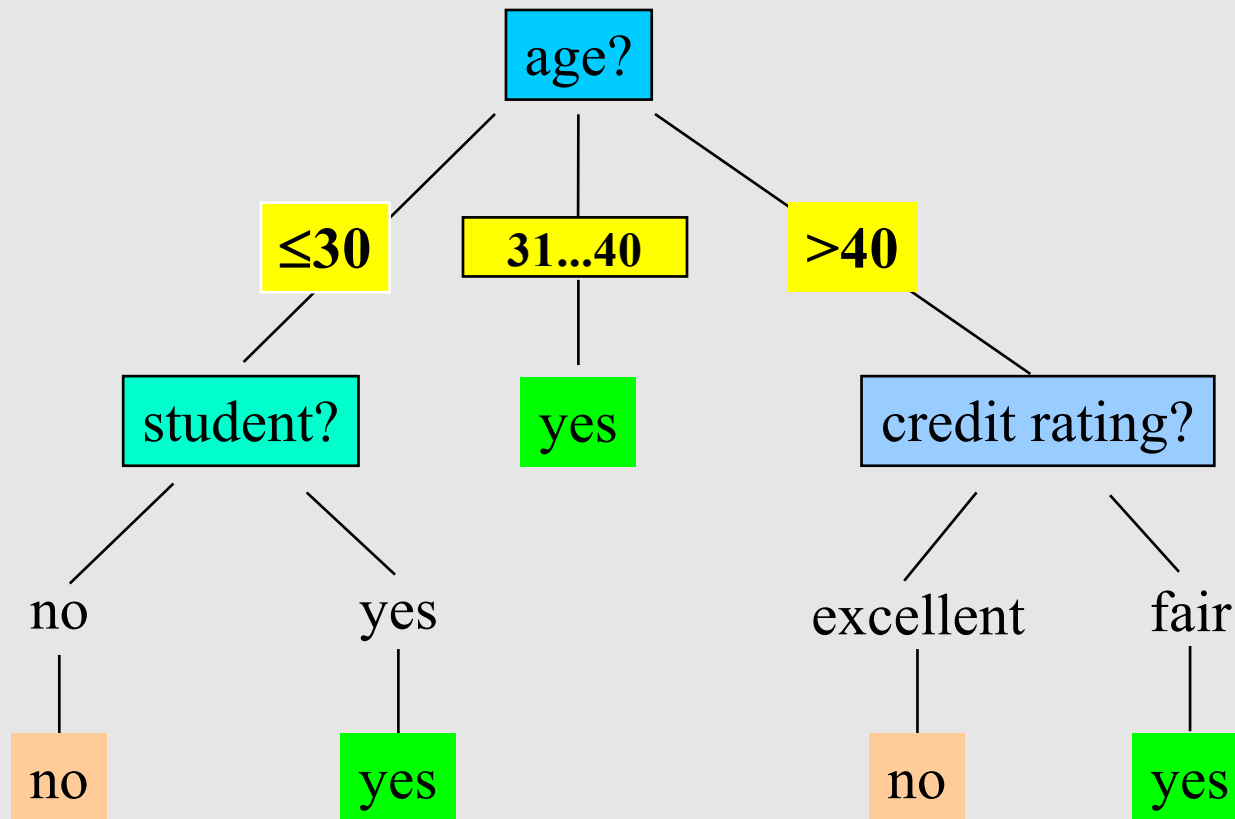 age?
≤30
31...40
>40
student?
yes
credit rating?
no
yes
excellent
fair
no
yes
no
yes